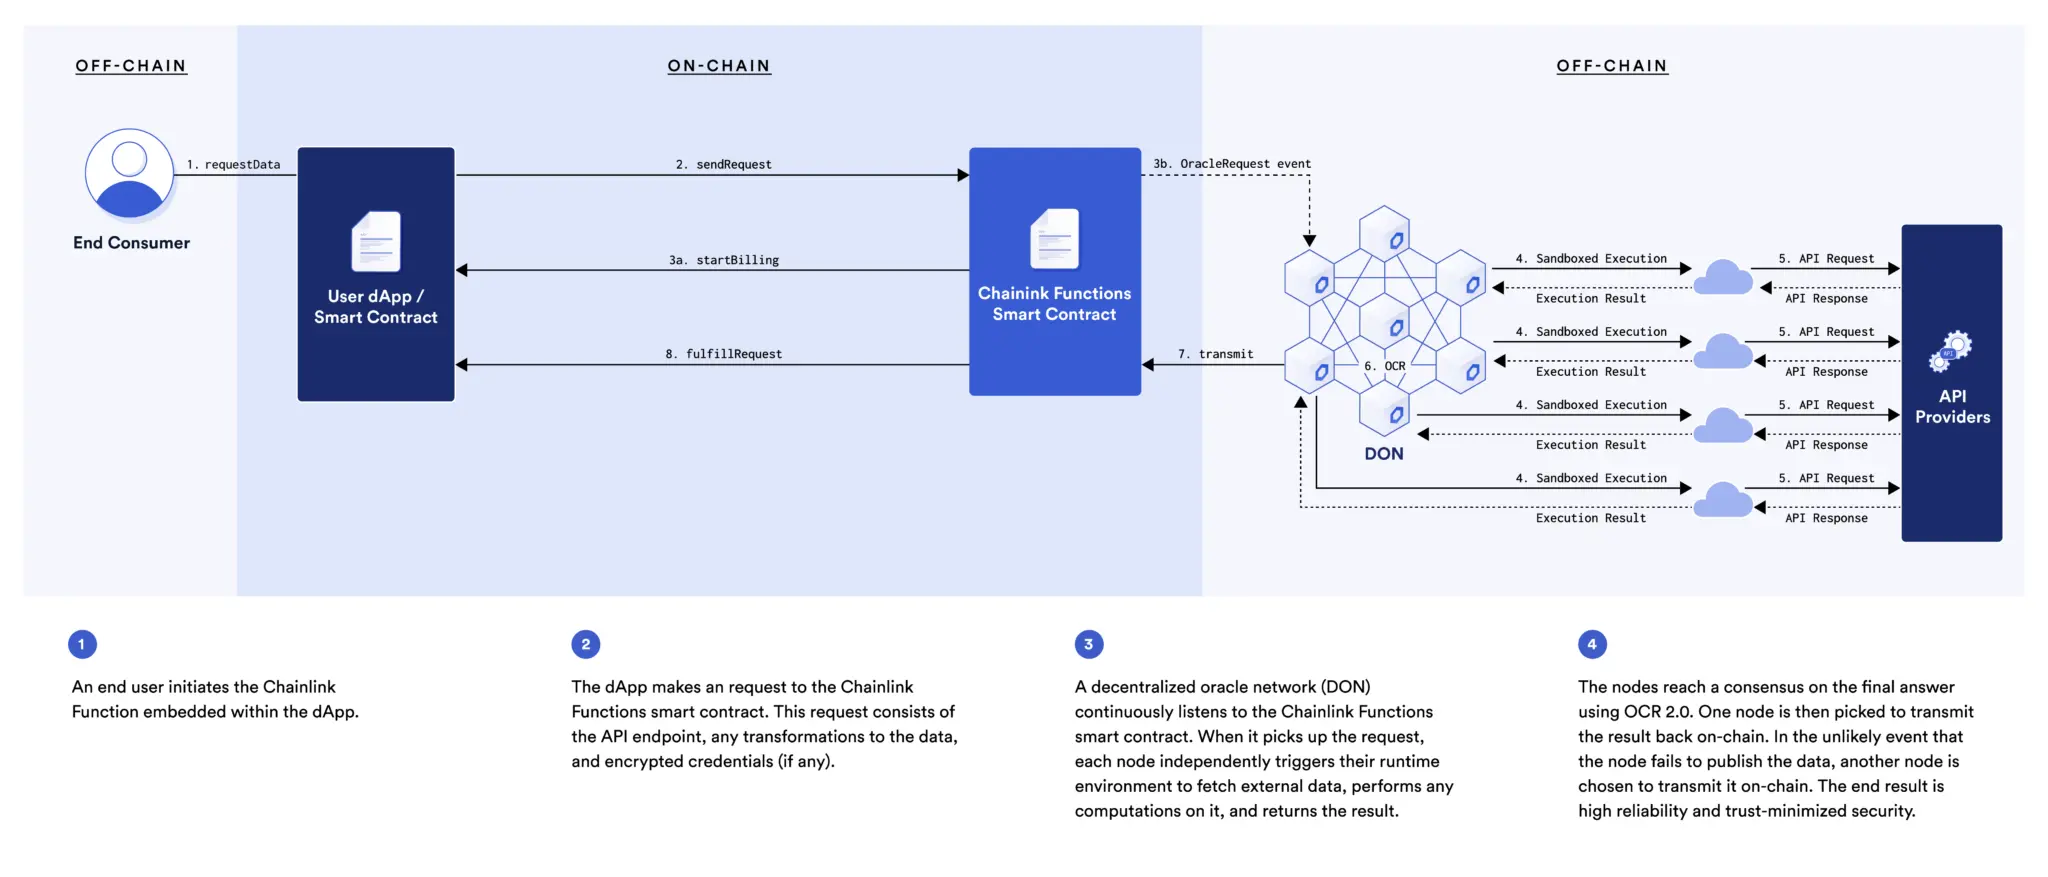 OFF-CHAIN
ON-CHAIN
OFF-CHAIN
End Consumer
1. requestData
User dApp /
Smart Contract
2. sendRequest
3a. startBilling
8. fulfillRequest
Chainink Functions
Smart Contract
3b. OracleRequest event
7. transmit
6. OCR
DON
4. Sandboxed Execution
Execution Result
5. API Request
API Response
4. Sandboxed Execution
Execution Result
5. API Request
API Response
4. Sandboxed Execution
Execution Result
5. API Request
API Response
4. Sandboxed Execution
Execution Result
5. API Request
API Response
API
API
Providers
1
An end user initiates the Chainlink
Function embedded within the dApp.
2
The dApp makes an request to the Chainlink
Functions smart contract. This request consists of
the API endpoint, any transformations to the data,
and encrypted credentials (if any).
3
A decentralized oracle network (DON)
continuously listens to the Chainlink Functions
smart contract. When it picks up the request,
each node independently triggers their runtime
environment to fetch external data, performs any
computations on it, and returns the result.
4
The nodes reach a consensus on the final answer
using OCR 2.0. One node is then picked to transmit
the result back on-chain. In the unlikely event that
the node fails to publish the data, another node is
chosen to transmit it on-chain. The end result is
high reliability and trust-minimized security.